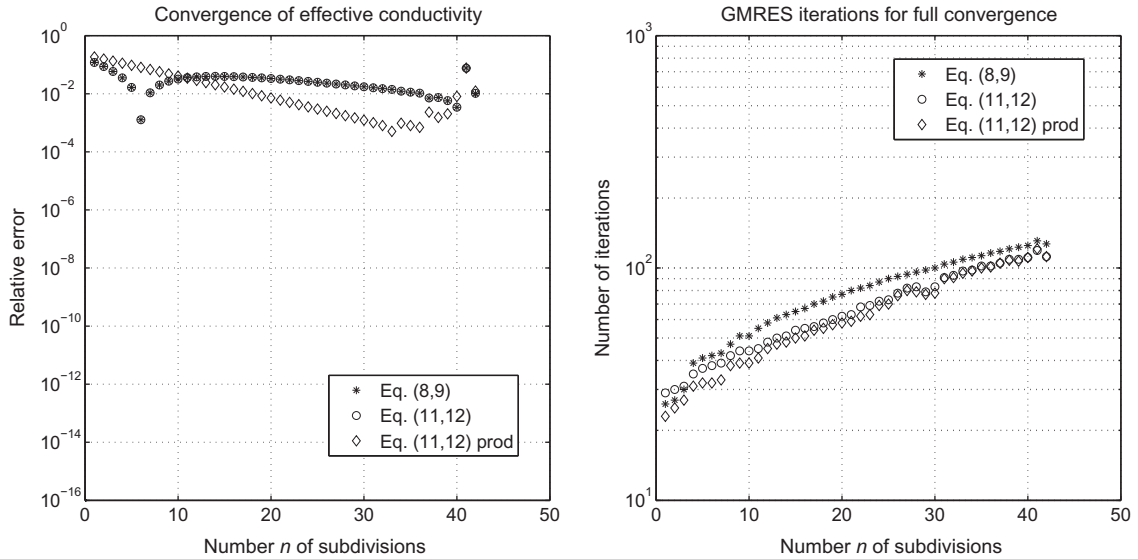 Convergence of effective conductivity
10^0
10^-2
10^-4
10^-6
10^-8
10^-10
10^-12
10^-14
10^-16
Relative error
Eq. (8,9)
Eq. (11,12)
Eq. (11,12) prod
0 10 20 30 40 50
Number n of subdivisions
GMRES iterations for full convergence
10^3
10^2
10^1
Number of iterations
Eq. (8,9)
Eq. (11,12)
Eq. (11,12) prod
0 10 20 30 40 50
Number n of subdivisions